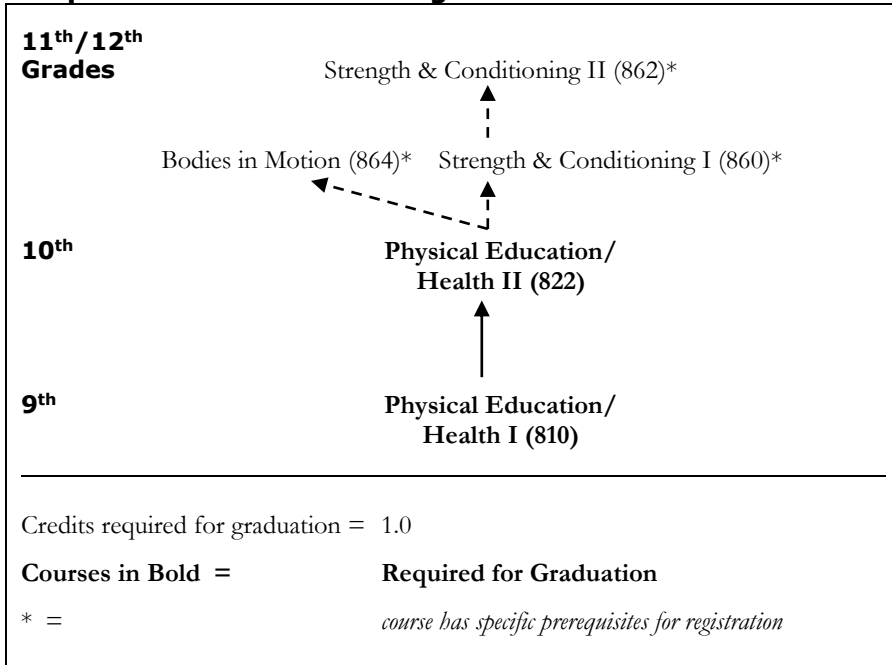 11th/12th
Grades
Strength & Conditioning II (862)*
Bodies in Motion (864)* Strength & Conditioning I (860)*
10th
Physical Education/
Health II (822)
9th
Physical Education/
Health I (810)
Credits required for graduation = 1.0
Courses in Bold = Required for Graduation
* = course has specific prerequisites for registration